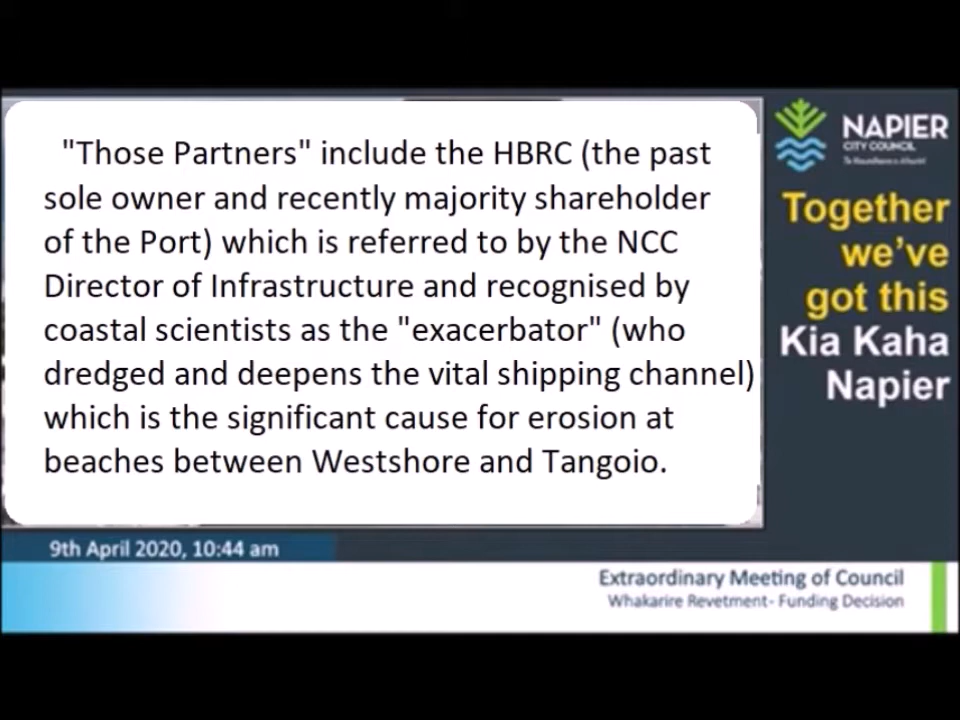 "Those Partners" include the HBRC (the past
sole owner and recently majority shareholder
of the Port) which is referred to by the NCC
Director of Infrastructure and recognised by
coastal scientists as the "exacerbator" (who
dredged and deepens the vital shipping channel)
which is the significant cause for erosion at
beaches between Westshore and Tangoio.
NAPIER
CITY COUNCIL
Together
we've
got this
Kia Kaha
Napier
9th April 2020, 10:44 am
Extraordinary Meeting of Council
Whakarire Revetment- Funding Decision